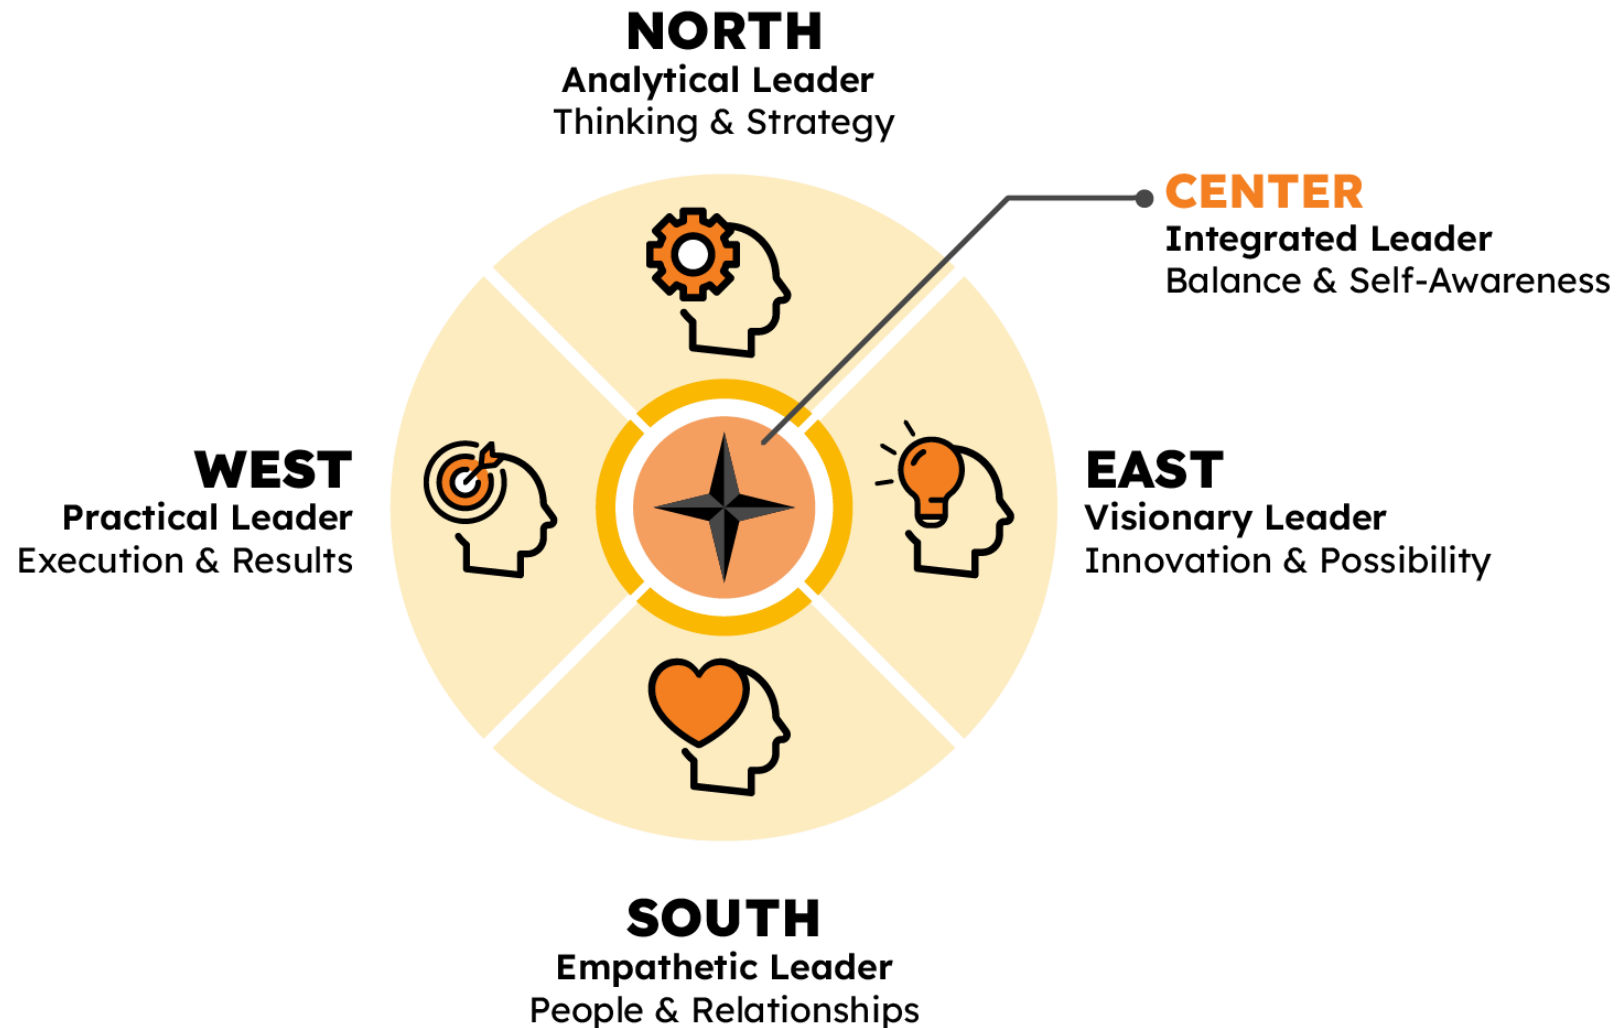 NORTH
Analytical Leader
Thinking & Strategy
CENTER
Integrated Leader
Balance & Self-Awareness
WEST
Practical Leader
Execution & Results
EAST
Visionary Leader
Innovation & Possibility
SOUTH
Empathetic Leader
People & Relationships